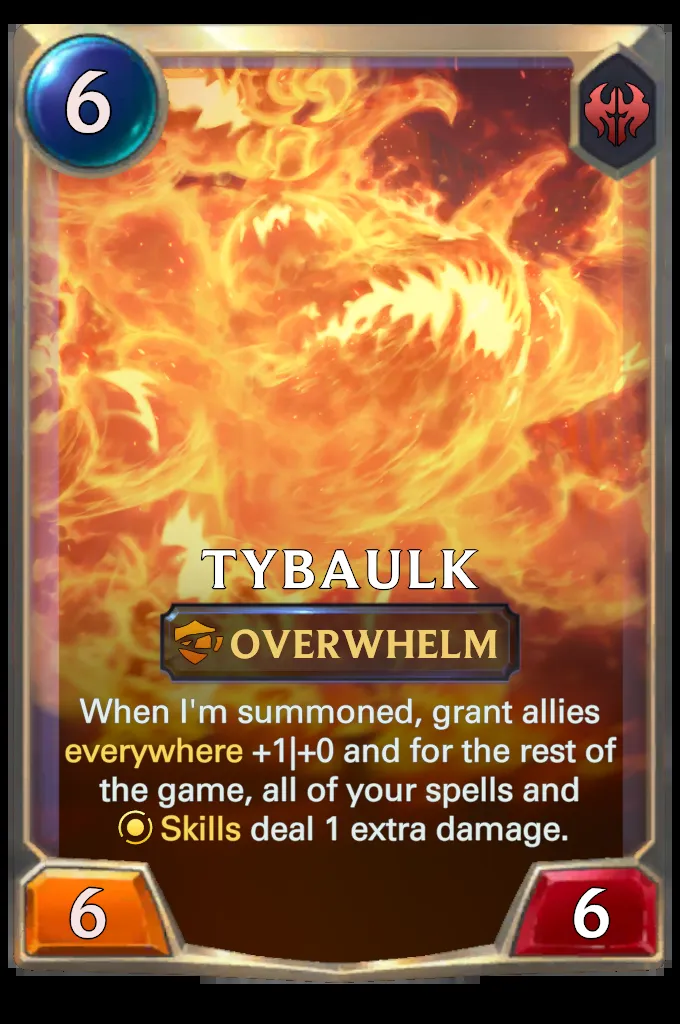 6
TYBAULK
OVERWHELM
When I'm summoned, grant allies
everywhere +1|+0 and for the rest of
the game, all of your spells and
Skills deal 1 extra damage.
6
6